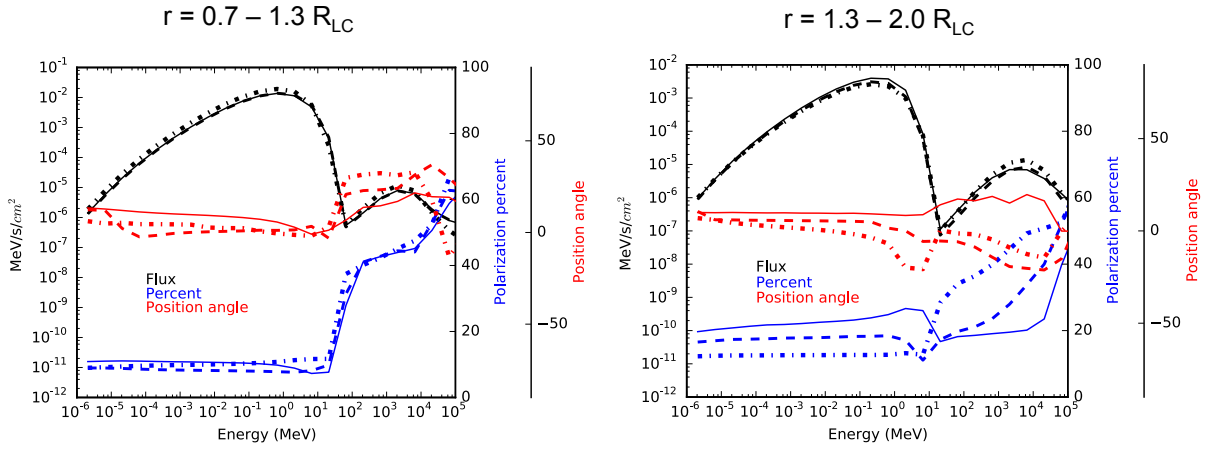 r = 0.7 – 1.3 R_LC
10^-1
10^-2
10^-3
10^-4
10^-5
10^-6
10^-7
10^-8
10^-9
10^-10
10^-11
10^-12
MeV/s/cm^2
Flux
Percent
Position angle
10^-6 10^-5 10^-4 10^-3 10^-2 10^-1 10^0 10^1 10^2 10^3 10^4 10^5
Energy (MeV)
100
80
60
40
20
0
Polarization percent
50
0
−50
Position angle
r = 1.3 – 2.0 R_LC
10^-2
10^-3
10^-4
10^-5
10^-6
10^-7
10^-8
10^-9
10^-10
10^-11
10^-12
MeV/s/cm^2
Flux
Percent
Position angle
10^-6 10^-5 10^-4 10^-3 10^-2 10^-1 10^0 10^1 10^2 10^3 10^4 10^5
Energy (MeV)
100
80
60
40
20
0
Polarization percent
50
0
−50
Position angle